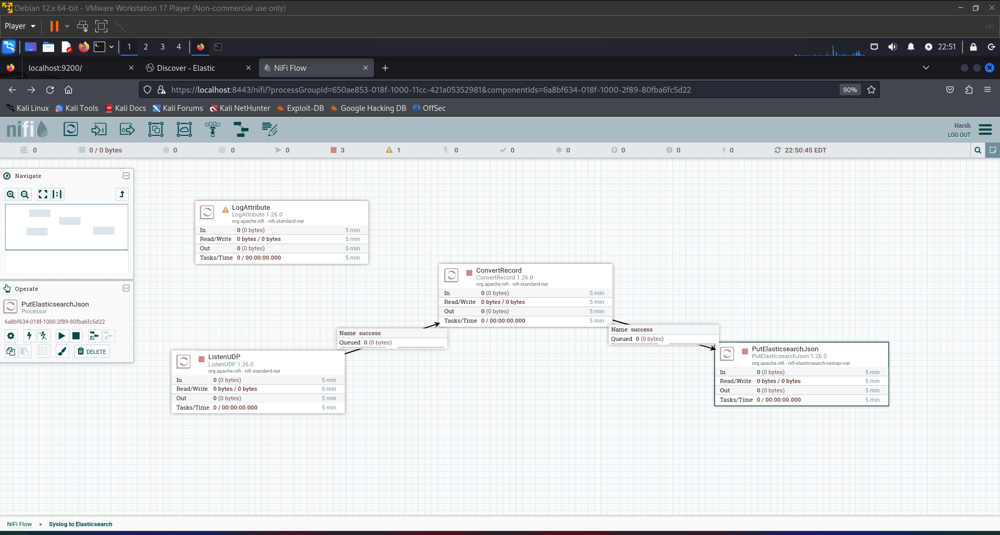 Debian 12.x 64-bit - VMware Workstation 17 Player (Non-commercial use only)
Player
1 2 3 4
22:51
localhost:9200/
Discover - Elastic
NiFi Flow
https://localhost:8443/nifi/?processGroupId=650ae853-018f-1000-11cc-421a05352981&componentIds=6a8bf634-018f-1000-2f89-80fba6fc5d22
90%
Kali Linux
Kali Tools
Kali Docs
Kali Forums
Kali NetHunter
Exploit-DB
Google Hacking DB
OffSec
nifi
Harsh
LOG OUT
0
0 / 0 bytes
0
0
0
3
1
0
0
0
0
0
? 0
22:50:45 EDT
Navigate
Operate
PutElasticsearchJson
Processor
6a8bf634-018f-1000-2f89-80fba6fc5d22
DELETE
LogAttribute
LogAttribute 1.26.0
org.apache.nifi - nifi-standard-nar
In 0 (0 bytes) 5 min
Read/Write 0 bytes / 0 bytes 5 min
Out 0 (0 bytes) 5 min
Tasks/Time 0 / 00:00:00.000 5 min
ConvertRecord
ConvertRecord 1.26.0
org.apache.nifi - nifi-standard-nar
In 0 (0 bytes) 5 min
Read/Write 0 bytes / 0 bytes 5 min
Out 0 (0 bytes) 5 min
Tasks/Time 0 / 00:00:00.000 5 min
Name success
Queued 0 (0 bytes)
Name success
Queued 0 (0 bytes)
ListenUDP
ListenUDP 1.26.0
org.apache.nifi - nifi-standard-nar
In 0 (0 bytes) 5 min
Read/Write 0 bytes / 0 bytes 5 min
Out 0 (0 bytes) 5 min
Tasks/Time 0 / 00:00:00.000 5 min
PutElasticsearchJson
PutElasticsearchJson 1.26.0
org.apache.nifi - nifi-elasticsearch-restapi-nar
In 0 (0 bytes) 5 min
Read/Write 0 bytes / 0 bytes 5 min
Out 0 (0 bytes) 5 min
Tasks/Time 0 / 00:00:00.000 5 min
NiFi Flow » Syslog to Elasticsearch